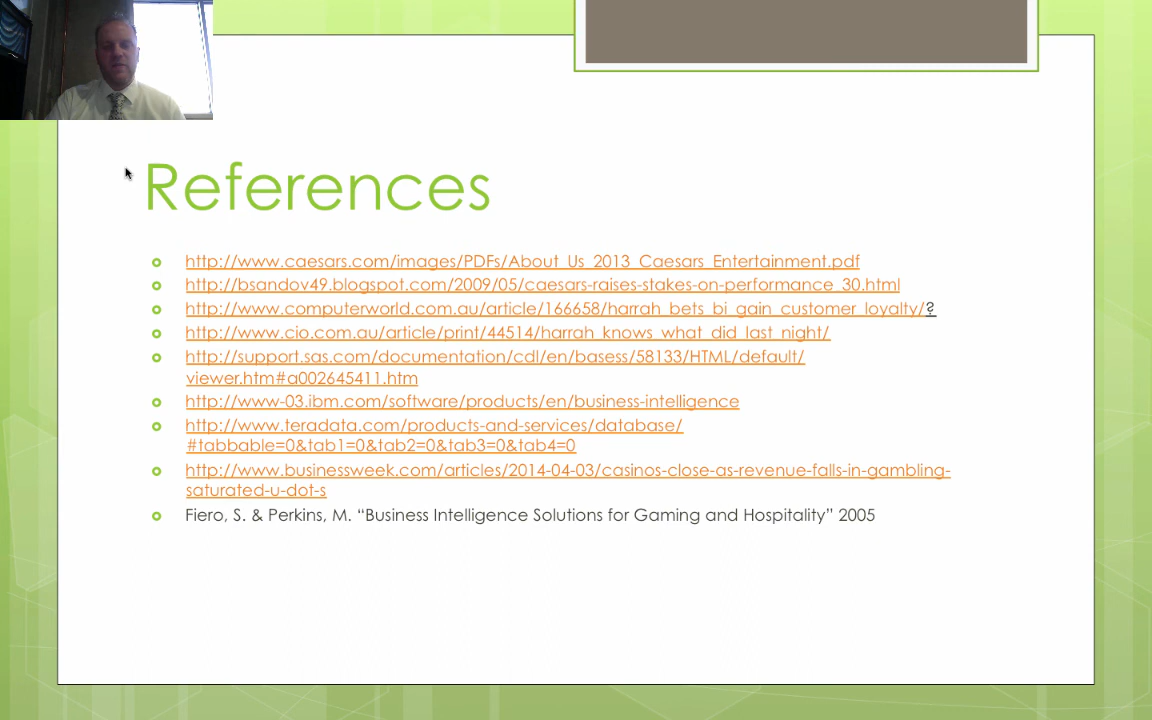 References
http://www.caesars.com/images/PDFs/About_Us_2013_Caesars_Entertainment.pdf
http://bsandov49.blogspot.com/2009/05/caesars-raises-stakes-on-performance_30.html
http://www.computerworld.com.au/article/166658/harrah_bets_bi_gain_customer_loyalty/?
http://www.cio.com.au/article/print/44514/harrah_knows_what_did_last_night/
http://support.sas.com/documentation/cdl/en/basess/58133/HTML/default/
viewer.htm#a002645411.htm
http://www-03.ibm.com/software/products/en/business-intelligence
http://www.teradata.com/products-and-services/database/
#tabbable=0&tab1=0&tab2=0&tab3=0&tab4=0
http://www.businessweek.com/articles/2014-04-03/casinos-close-as-revenue-falls-in-gambling-
saturated-u-dot-s
Fiero, S. & Perkins, M. “Business Intelligence Solutions for Gaming and Hospitality” 2005